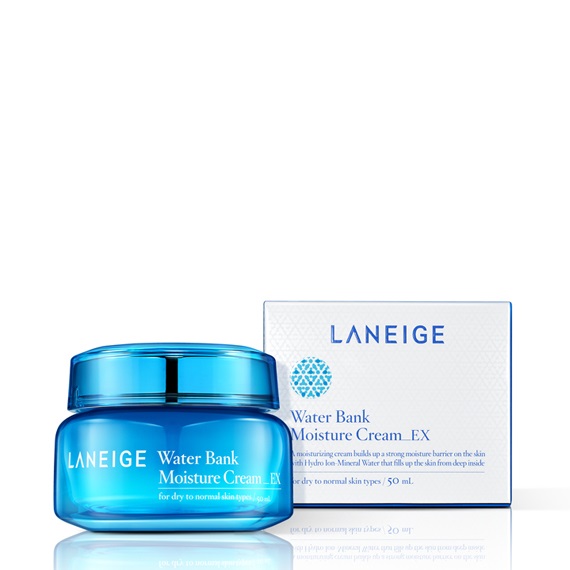 LANEIGE
Water Bank
Moisture Cream_EX
A moisturizing cream builds up a strong moisture barrier on the skin
with Hydro Ion-Mineral Water that fills up the skin from deep inside
for dry to normal skin types / 50 mL
LANEIGE
Water Bank
Moisture Cream_EX
for dry to normal skin types / 50 mL